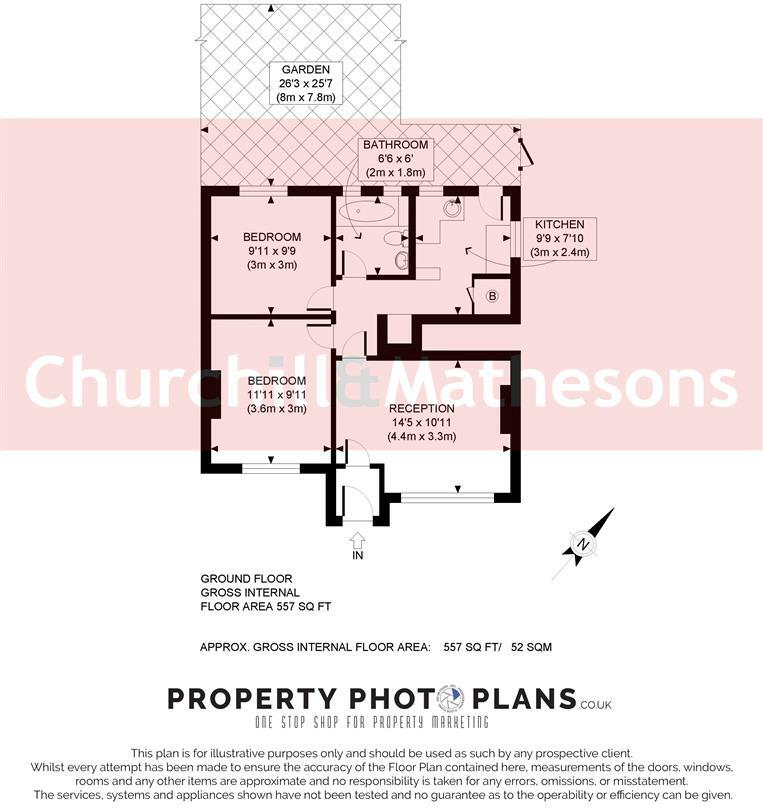 GARDEN
26'3 x 25'7
(8m x 7.8m)
BATHROOM
6'6 x 6'
(2m x 1.8m)
KITCHEN
9'9 x 7'10
(3m x 2.4m)
BEDROOM
9'11 x 9'9
(3m x 3m)
B
Churchill&Mathesons
BEDROOM
11'11 x 9'11
(3.6m x 3m)
RECEPTION
14'5 x 10'11
(4.4m x 3.3m)
IN
N
GROUND FLOOR
GROSS INTERNAL
FLOOR AREA 557 SQ FT
APPROX. GROSS INTERNAL FLOOR AREA: 557 SQ FT/ 52 SQM
PROPERTY PHOTO PLANS.CO.UK
ONE STOP SHOP FOR PROPERTY MARKETING
This plan is for illustrative purposes only and should be used as such by any prospective client.
Whilst every attempt has been made to ensure the accuracy of the Floor Plan contained here, measurements of the doors, windows,
rooms and any other items are approximate and no responsibility is taken for any errors, omissions, or misstatement.
The services, systems and appliances shown have not been tested and no guarantee as to the operability or efficiency can be given.